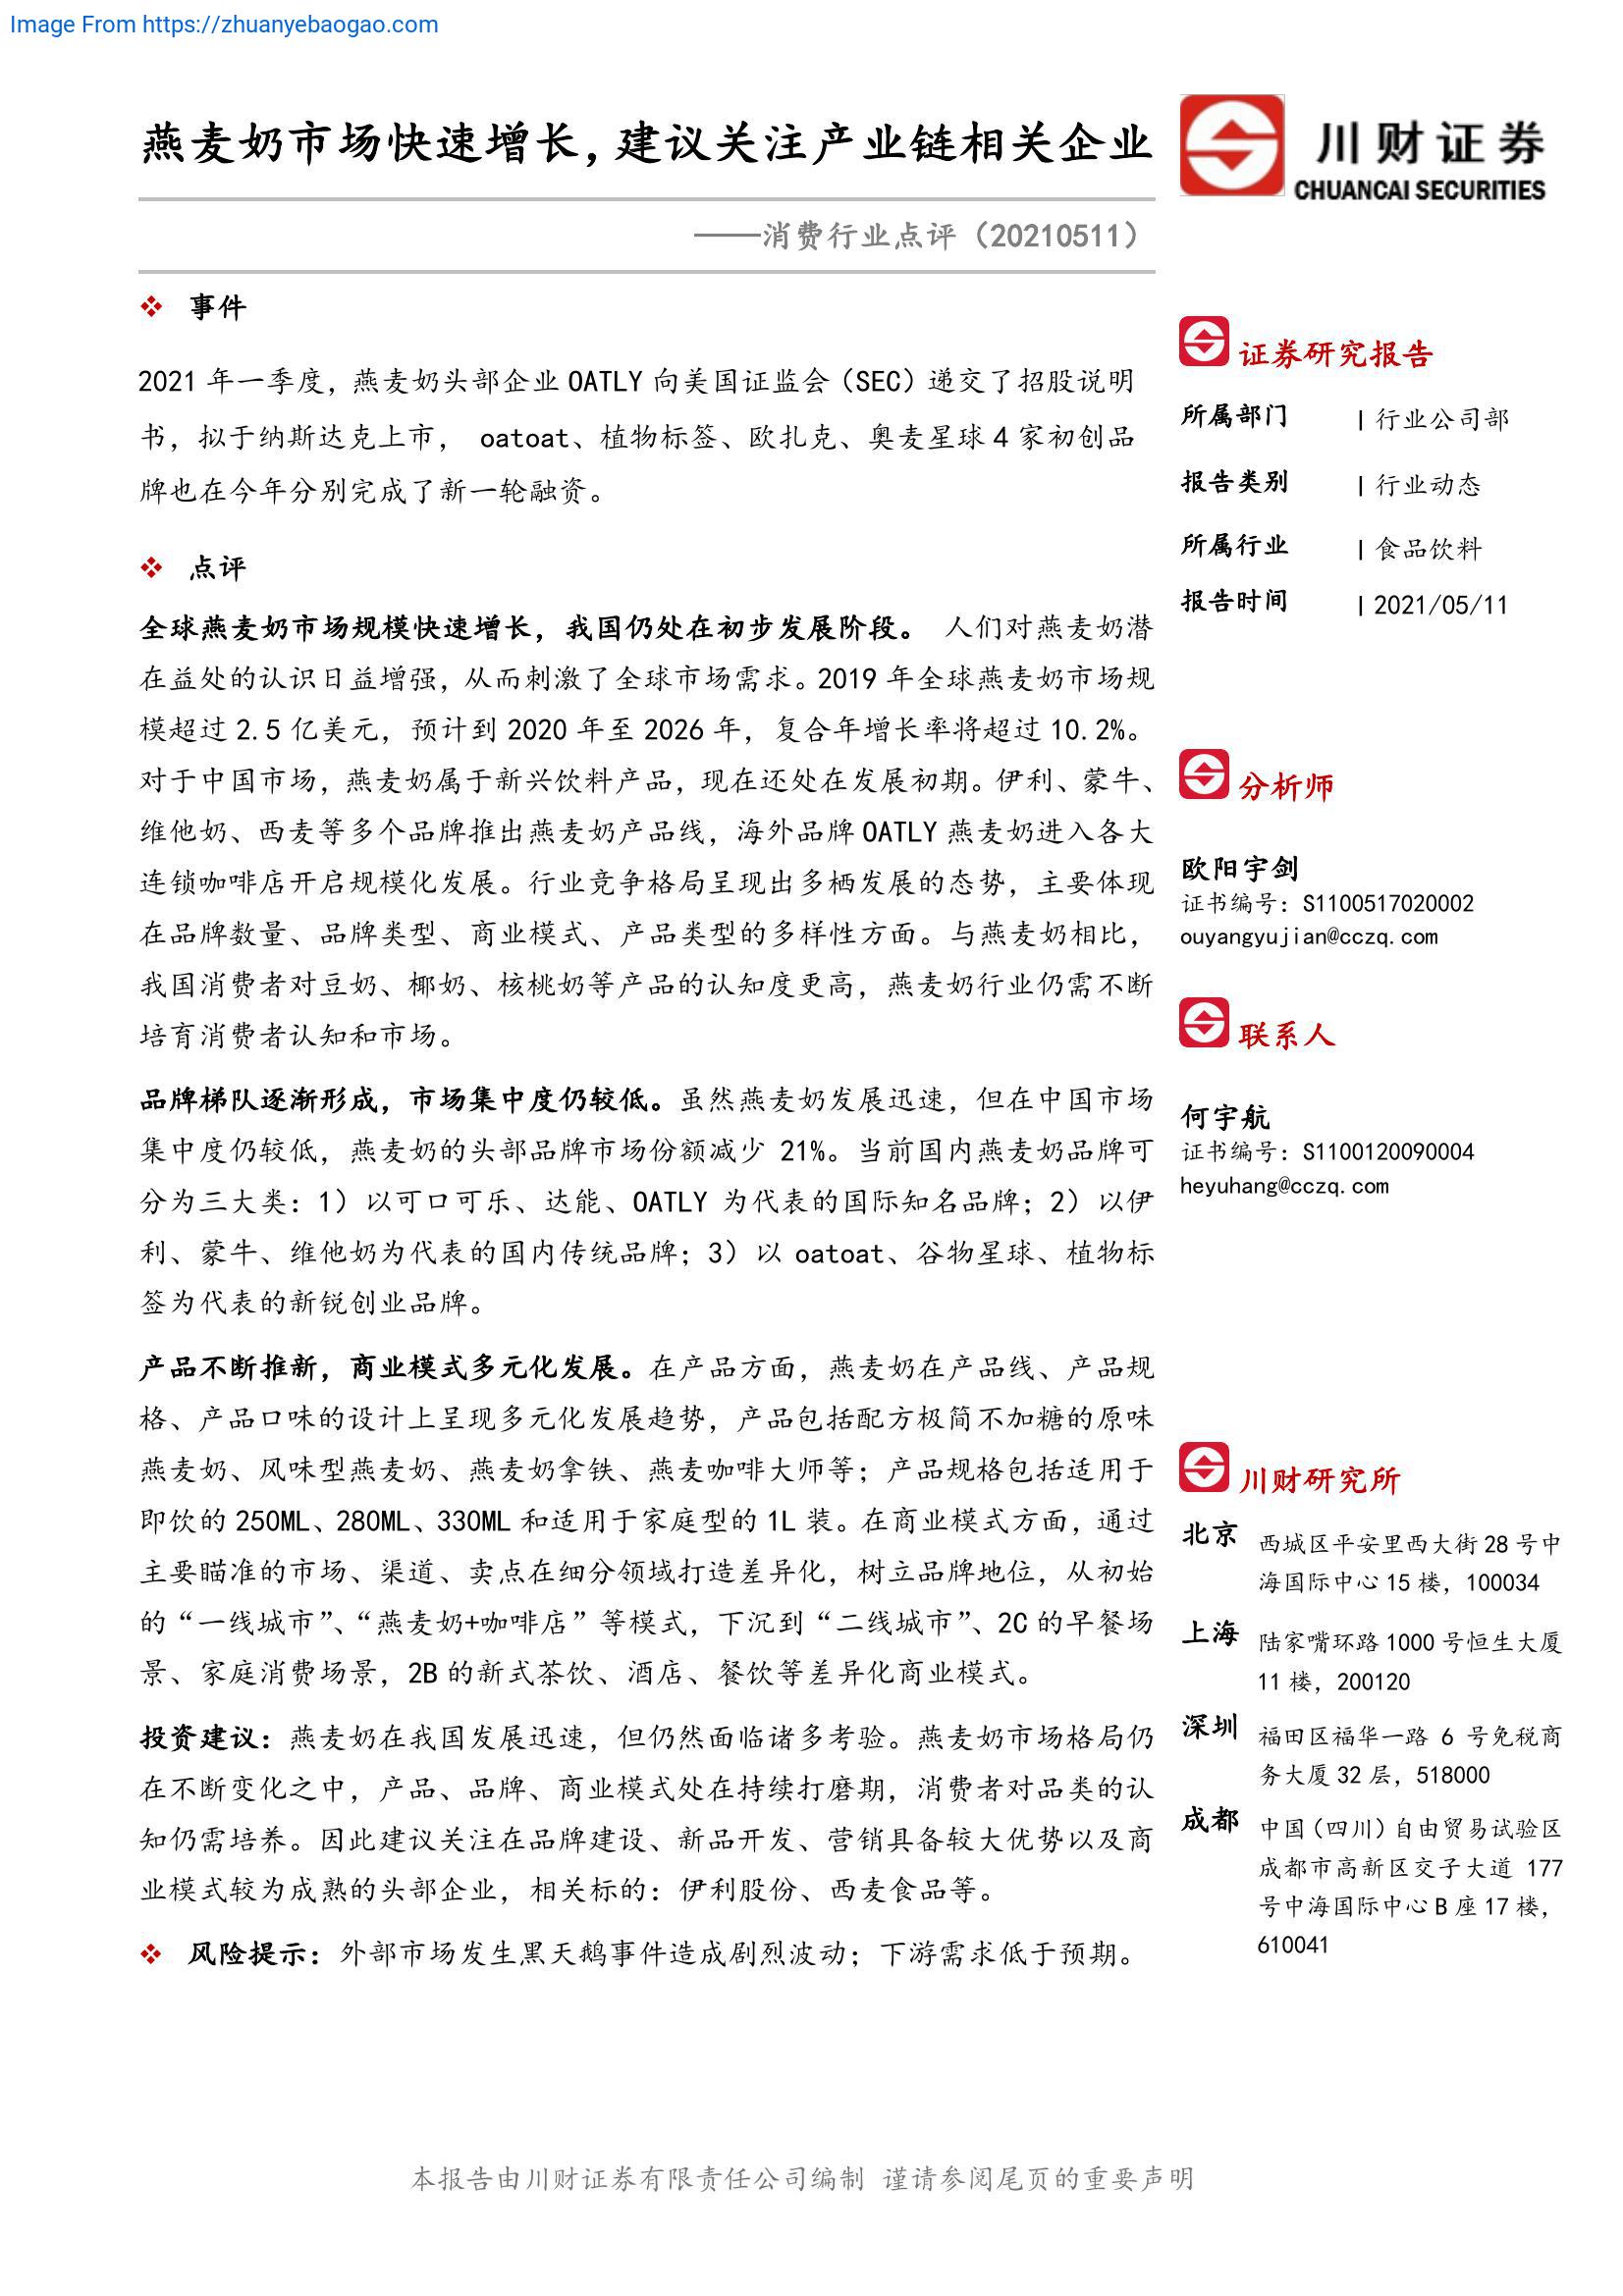 Image From https://zhuanyebaogao.com
燕麦奶市场快速增长，建议关注产业链相关企业
川财证券
CHUANCAI SECURITIES
——消费行业点评（20210511）
❖ 事件
2021 年一季度，燕麦奶头部企业 OATLY 向美国证监会（SEC）递交了招股说明
书，拟于纳斯达克上市， oatoat、植物标签、欧扎克、奥麦星球 4 家初创品
牌也在今年分别完成了新一轮融资。
❖ 点评
全球燕麦奶市场规模快速增长，我国仍处在初步发展阶段。 人们对燕麦奶潜
在益处的认识日益增强，从而刺激了全球市场需求。2019 年全球燕麦奶市场规
模超过 2.5 亿美元，预计到 2020 年至 2026 年，复合年增长率将超过 10.2%。
对于中国市场，燕麦奶属于新兴饮料产品，现在还处在发展初期。伊利、蒙牛、
维他奶、西麦等多个品牌推出燕麦奶产品线，海外品牌 OATLY 燕麦奶进入各大
连锁咖啡店开启规模化发展。行业竞争格局呈现出多栖发展的态势，主要体现
在品牌数量、品牌类型、商业模式、产品类型的多样性方面。与燕麦奶相比，
我国消费者对豆奶、椰奶、核桃奶等产品的认知度更高，燕麦奶行业仍需不断
培育消费者认知和市场。
品牌梯队逐渐形成，市场集中度仍较低。虽然燕麦奶发展迅速，但在中国市场
集中度仍较低，燕麦奶的头部品牌市场份额减少 21%。当前国内燕麦奶品牌可
分为三大类：1）以可口可乐、达能、OATLY 为代表的国际知名品牌；2）以伊
利、蒙牛、维他奶为代表的国内传统品牌；3）以 oatoat、谷物星球、植物标
签为代表的新锐创业品牌。
产品不断推新，商业模式多元化发展。在产品方面，燕麦奶在产品线、产品规
格、产品口味的设计上呈现多元化发展趋势，产品包括配方极简不加糖的原味
燕麦奶、风味型燕麦奶、燕麦奶拿铁、燕麦咖啡大师等；产品规格包括适用于
即饮的 250ML、280ML、330ML 和适用于家庭型的 1L 装。在商业模式方面，通过
主要瞄准的市场、渠道、卖点在细分领域打造差异化，树立品牌地位，从初始
的“一线城市”、“燕麦奶+咖啡店”等模式，下沉到“二线城市”、2C 的早餐场
景、家庭消费场景，2B 的新式茶饮、酒店、餐饮等差异化商业模式。
投资建议：燕麦奶在我国发展迅速，但仍然面临诸多考验。燕麦奶市场格局仍
在不断变化之中，产品、品牌、商业模式处在持续打磨期，消费者对品类的认
知仍需培养。因此建议关注在品牌建设、新品开发、营销具备较大优势以及商
业模式较为成熟的头部企业，相关标的：伊利股份、西麦食品等。
❖ 风险提示：外部市场发生黑天鹅事件造成剧烈波动；下游需求低于预期。
证券研究报告
所属部门 | 行业公司部
报告类别 | 行业动态
所属行业 | 食品饮料
报告时间 | 2021/05/11
分析师
欧阳宇剑
证书编号：S1100517020002
ouyangyujian@cczq.com
联系人
何宇航
证书编号：S1100120090004
heyuhang@cczq.com
川财研究所
北京 西城区平安里西大街 28 号中
海国际中心 15 楼，100034
上海 陆家嘴环路 1000 号恒生大厦
11 楼，200120
深圳 福田区福华一路 6 号免税商
务大厦 32 层，518000
成都 中国（四川）自由贸易试验区
成都市高新区交子大道 177
号中海国际中心 B 座 17 楼，
610041
本报告由川财证券有限责任公司编制 谨请参阅尾页的重要声明